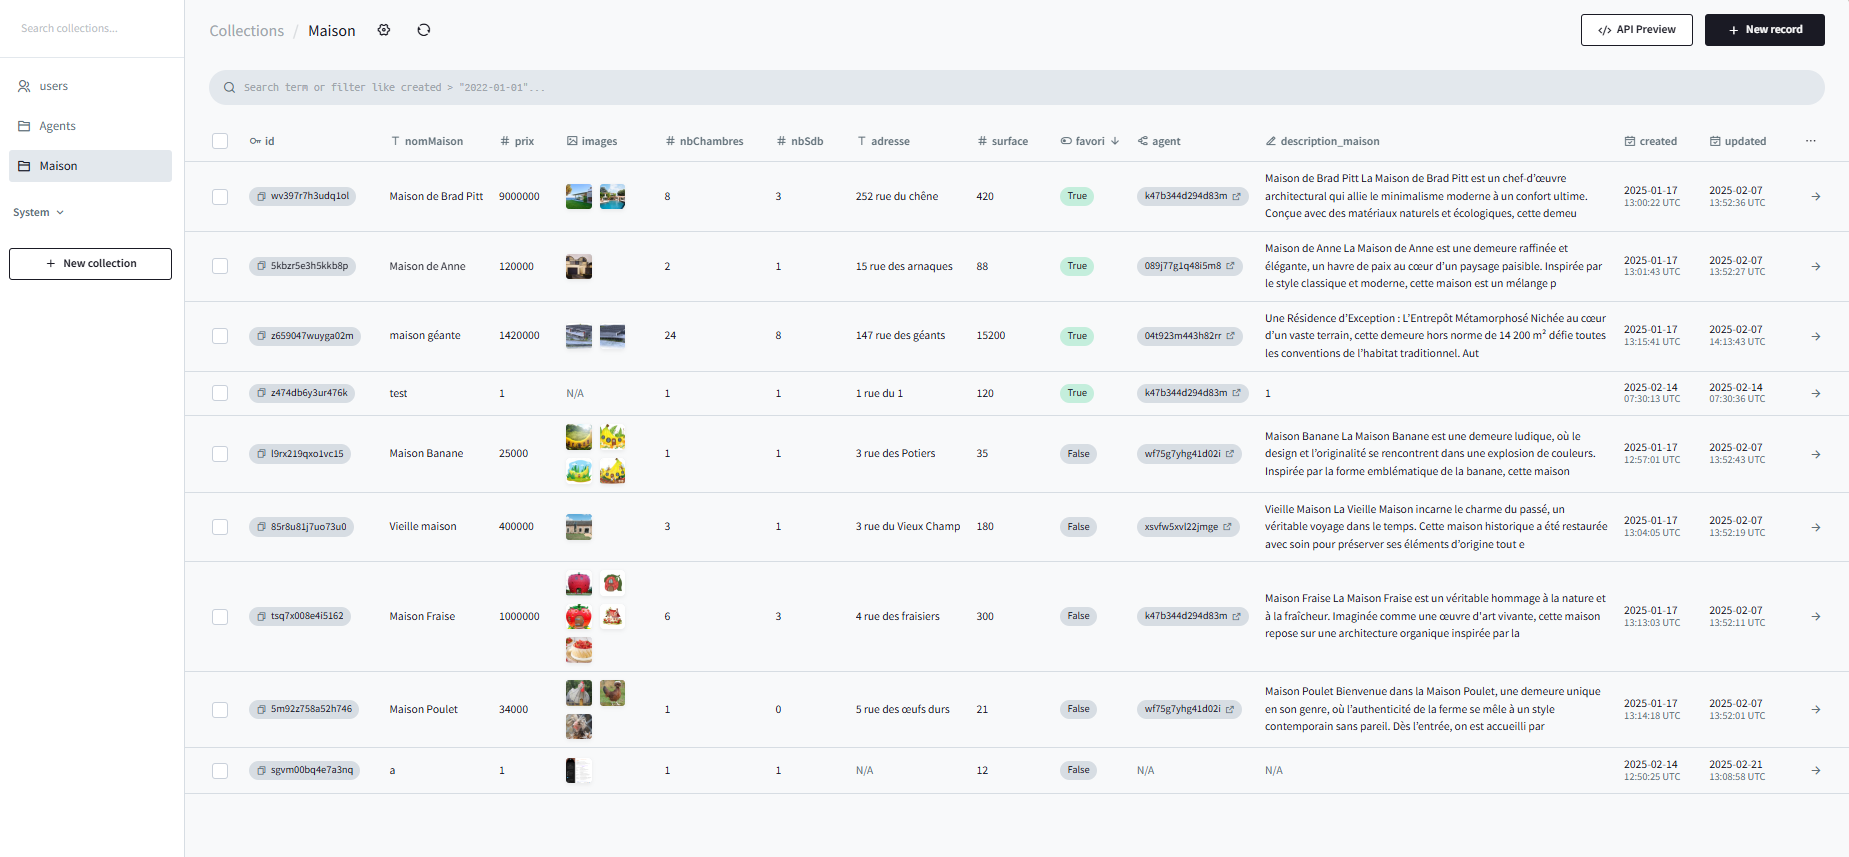 Search collections...
users
Agents
Maison
System
New collection
Collections / Maison
API Preview
New record
Search term or filter like created > "2022-01-01"...
id nomMaison prix images nbChambres nbSdb adresse surface favori agent description_maison created updated
wv397r7h3udq1ol Maison de Brad Pitt 9000000 8 3 252 rue du chêne 420 True k47b344d294d83m
Maison de Brad Pitt La Maison de Brad Pitt est un chef-d’œuvre
architectural qui allie le minimalisme moderne à un confort ultime.
Conçue avec des matériaux naturels et écologiques, cette demeu
2025-01-17 2025-02-07
13:00:22 UTC 13:52:36 UTC
5kbzr5e3h5kkb8p Maison de Anne 120000 2 1 15 rue des arnaques 88 True 089j77g1q48i5m8
Maison de Anne La Maison de Anne est une demeure raffinée et
élégante, un havre de paix au cœur d’un paysage paisible. Inspirée par
le style classique et moderne, cette maison est un mélange p
2025-01-17 2025-02-07
13:01:43 UTC 13:52:27 UTC
z659047wuyga02m maison géante 1420000 24 8 147 rue des géants 15200 True 04t923m443h82rr
Une Résidence d’Exception : L’Entrepôt Métamorphosé Nichée au cœur
d’un vaste terrain, cette demeure hors norme de 14 200 m² défie toutes
les conventions de l’habitat traditionnel. Aut
2025-01-17 2025-02-07
13:15:41 UTC 14:13:43 UTC
z474db6y3ur476k test 1 N/A 1 1 1 rue du 1 120 True k47b344d294d83m 1
2025-02-14 2025-02-14
07:30:13 UTC 07:30:36 UTC
l9rx219qxo1vc15 Maison Banane 25000 1 1 3 rue des Potiers 35 False wf75g7yhg41d02i
Maison Banane La Maison Banane est une demeure ludique, où le
design et l’originalité se rencontrent dans une explosion de couleurs.
Inspirée par la forme emblématique de la banane, cette maison
2025-01-17 2025-02-07
12:57:01 UTC 13:52:43 UTC
85r8u81j7uo73u0 Vieille maison 400000 3 1 3 rue du Vieux Champ 180 False xsvfw5xvl22jmge
Vieille Maison La Vieille Maison incarne le charme du passé, un
véritable voyage dans le temps. Cette maison historique a été restaurée
avec soin pour préserver ses éléments d’origine tout e
2025-01-17 2025-02-07
13:04:05 UTC 13:52:19 UTC
tsq7x008e4i5162 Maison Fraise 1000000 6 3 4 rue des fraisiers 300 False k47b344d294d83m
Maison Fraise La Maison Fraise est un véritable hommage à la nature et
à la fraîcheur. Imaginée comme une œuvre d'art vivante, cette maison
repose sur une architecture organique inspirée par la
2025-01-17 2025-02-07
13:13:03 UTC 13:52:11 UTC
5m92z758a52h746 Maison Poulet 34000 1 0 5 rue des œufs durs 21 False wf75g7yhg41d02i
Maison Poulet Bienvenue dans la Maison Poulet, une demeure unique
en son genre, où l’authenticité de la ferme se mêle à un style
contemporain sans pareil. Dès l’entrée, on est accueilli par
2025-01-17 2025-02-07
13:14:18 UTC 13:52:01 UTC
sgvm00bq4e7a3nq a 1 1 1 N/A 12 False N/A N/A
2025-02-14 2025-02-21
12:50:25 UTC 13:08:58 UTC